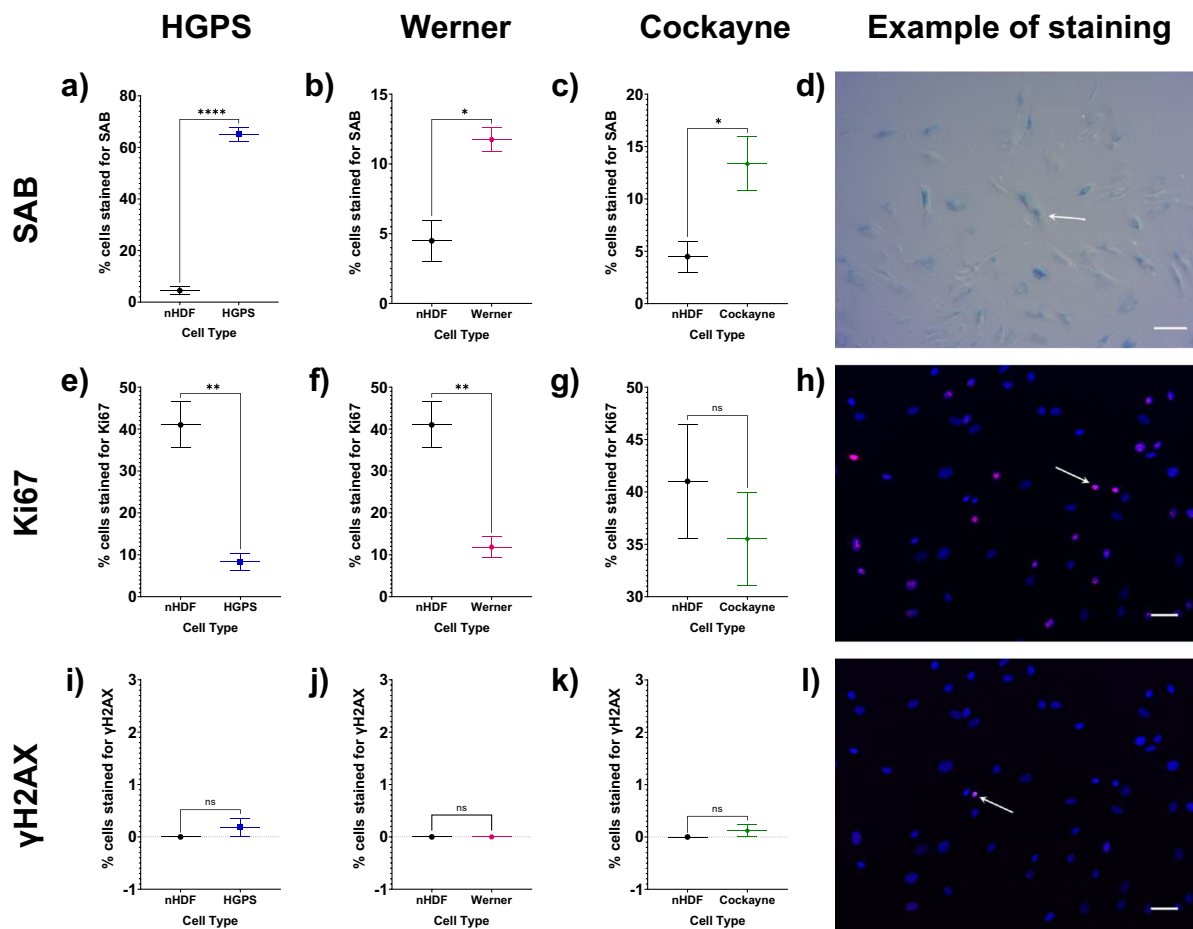 HGPS Werner Cockayne Example of staining
SAB
a)
% cells stained for SAB
80
60
40
20
0
****
nHDF HGPS
Cell Type
b)
% cells stained for SAB
15
10
5
0
*
nHDF Werner
Cell Type
c)
% cells stained for SAB
20
15
10
5
0
*
nHDF Cockayne
Cell Type
d)
Ki67
e)
% cells stained for Ki67
50
40
30
20
10
0
**
nHDF HGPS
Cell Type
f)
% cells stained for Ki67
50
40
30
20
10
0
**
nHDF Werner
Cell Type
g)
% cells stained for Ki67
50
45
40
35
30
ns
nHDF Cockayne
Cell Type
h)
γH2AX
i)
% cells stained for γH2AX
3
2
1
0
-1
ns
nHDF HGPS
Cell Type
j)
% cells stained for γH2AX
3
2
1
0
-1
ns
nHDF Werner
Cell Type
k)
% cells stained for γH2AX
3
2
1
0
-1
ns
nHDF Cockayne
Cell Type
l)